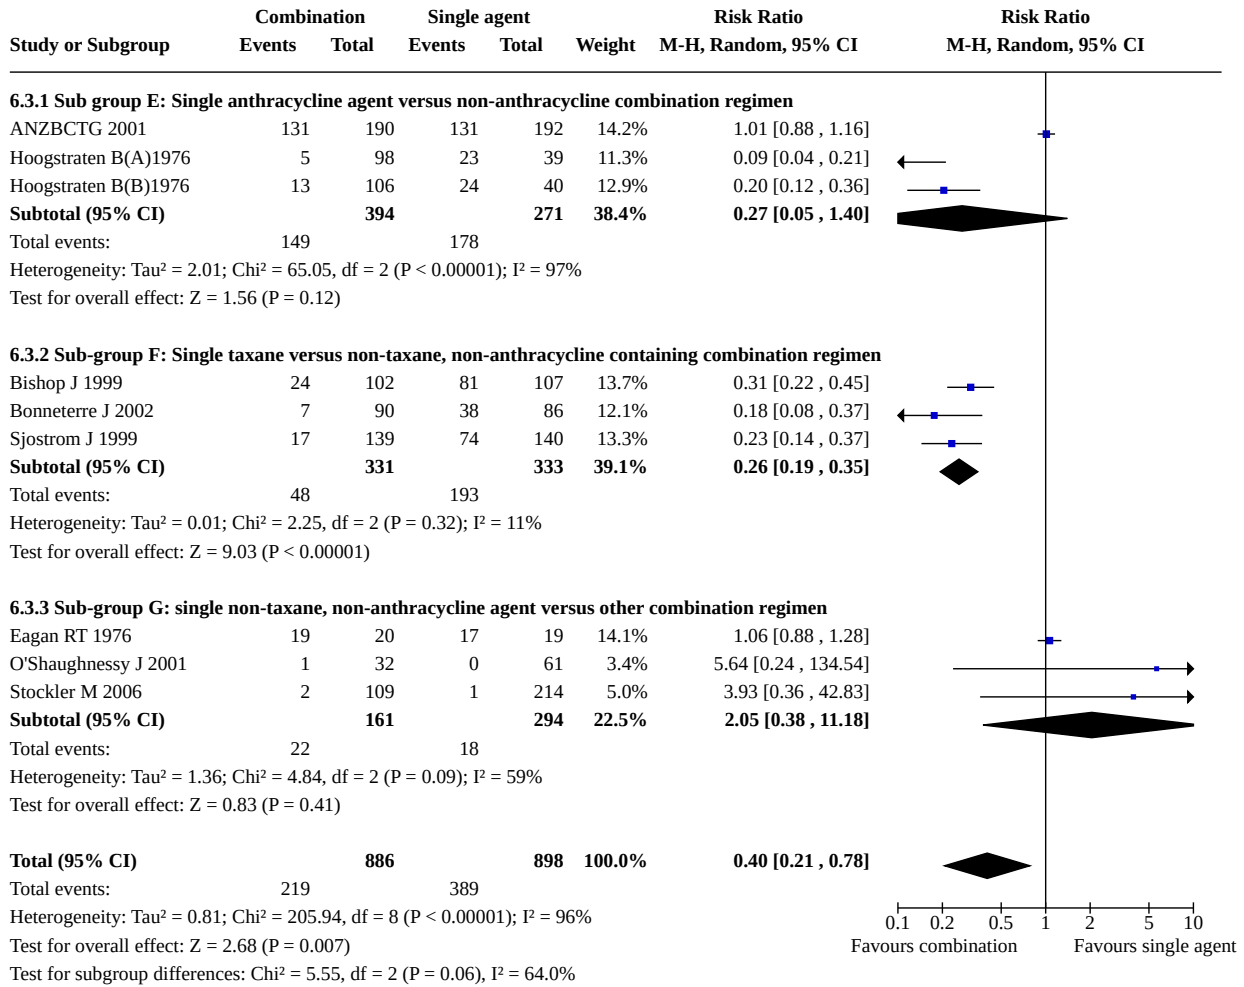 Combination Single agent Risk Ratio Risk Ratio
Study or Subgroup Events Total Events Total Weight M-H, Random, 95% CI M-H, Random, 95% CI
6.3.1 Sub group E: Single anthracycline agent versus non-anthracycline combination regimen
ANZBCTG 2001 131 190 131 192 14.2% 1.01 [0.88 , 1.16]
Hoogstraten B(A)1976 5 98 23 39 11.3% 0.09 [0.04 , 0.21]
Hoogstraten B(B)1976 13 106 24 40 12.9% 0.20 [0.12 , 0.36]
Subtotal (95% CI) 394 271 38.4% 0.27 [0.05 , 1.40]
Total events: 149 178
Heterogeneity: Tau² = 2.01; Chi² = 65.05, df = 2 (P < 0.00001); I² = 97%
Test for overall effect: Z = 1.56 (P = 0.12)
6.3.2 Sub-group F: Single taxane versus non-taxane, non-anthracycline containing combination regimen
Bishop J 1999 24 102 81 107 13.7% 0.31 [0.22 , 0.45]
Bonneterre J 2002 7 90 38 86 12.1% 0.18 [0.08 , 0.37]
Sjostrom J 1999 17 139 74 140 13.3% 0.23 [0.14 , 0.37]
Subtotal (95% CI) 331 333 39.1% 0.26 [0.19 , 0.35]
Total events: 48 193
Heterogeneity: Tau² = 0.01; Chi² = 2.25, df = 2 (P = 0.32); I² = 11%
Test for overall effect: Z = 9.03 (P < 0.00001)
6.3.3 Sub-group G: single non-taxane, non-anthracycline agent versus other combination regimen
Eagan RT 1976 19 20 17 19 14.1% 1.06 [0.88 , 1.28]
O'Shaughnessy J 2001 1 32 0 61 3.4% 5.64 [0.24 , 134.54]
Stockler M 2006 2 109 1 214 5.0% 3.93 [0.36 , 42.83]
Subtotal (95% CI) 161 294 22.5% 2.05 [0.38 , 11.18]
Total events: 22 18
Heterogeneity: Tau² = 1.36; Chi² = 4.84, df = 2 (P = 0.09); I² = 59%
Test for overall effect: Z = 0.83 (P = 0.41)
Total (95% CI) 886 898 100.0% 0.40 [0.21 , 0.78]
Total events: 219 389
Heterogeneity: Tau² = 0.81; Chi² = 205.94, df = 8 (P < 0.00001); I² = 96%
0.1 0.2 0.5 1 2 5 10
Test for overall effect: Z = 2.68 (P = 0.007)
Favours combination Favours single agent
Test for subgroup differences: Chi² = 5.55, df = 2 (P = 0.06), I² = 64.0%